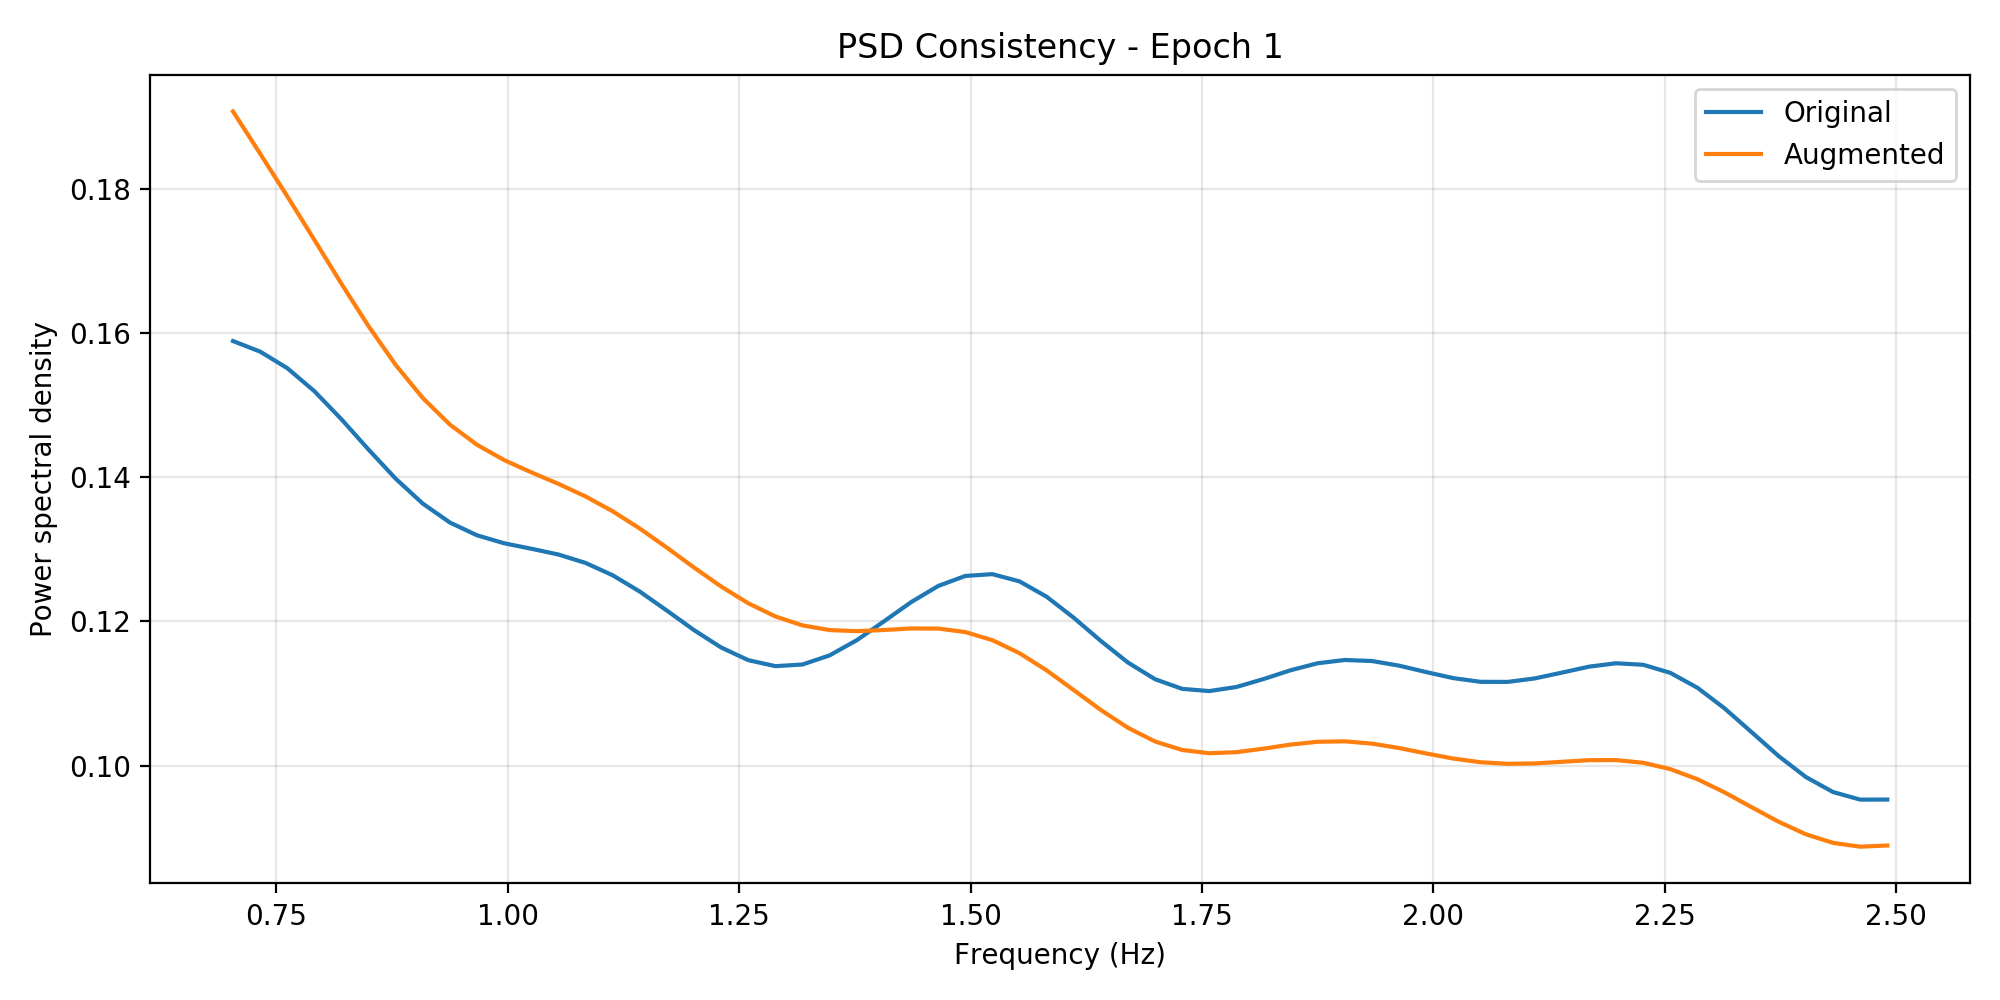 PSD Consistency - Epoch 1
Original
Augmented
Power spectral density
0.18
0.16
0.14
0.12
0.10
0.75
1.00
1.25
1.50
1.75
2.00
2.25
2.50
Frequency (Hz)